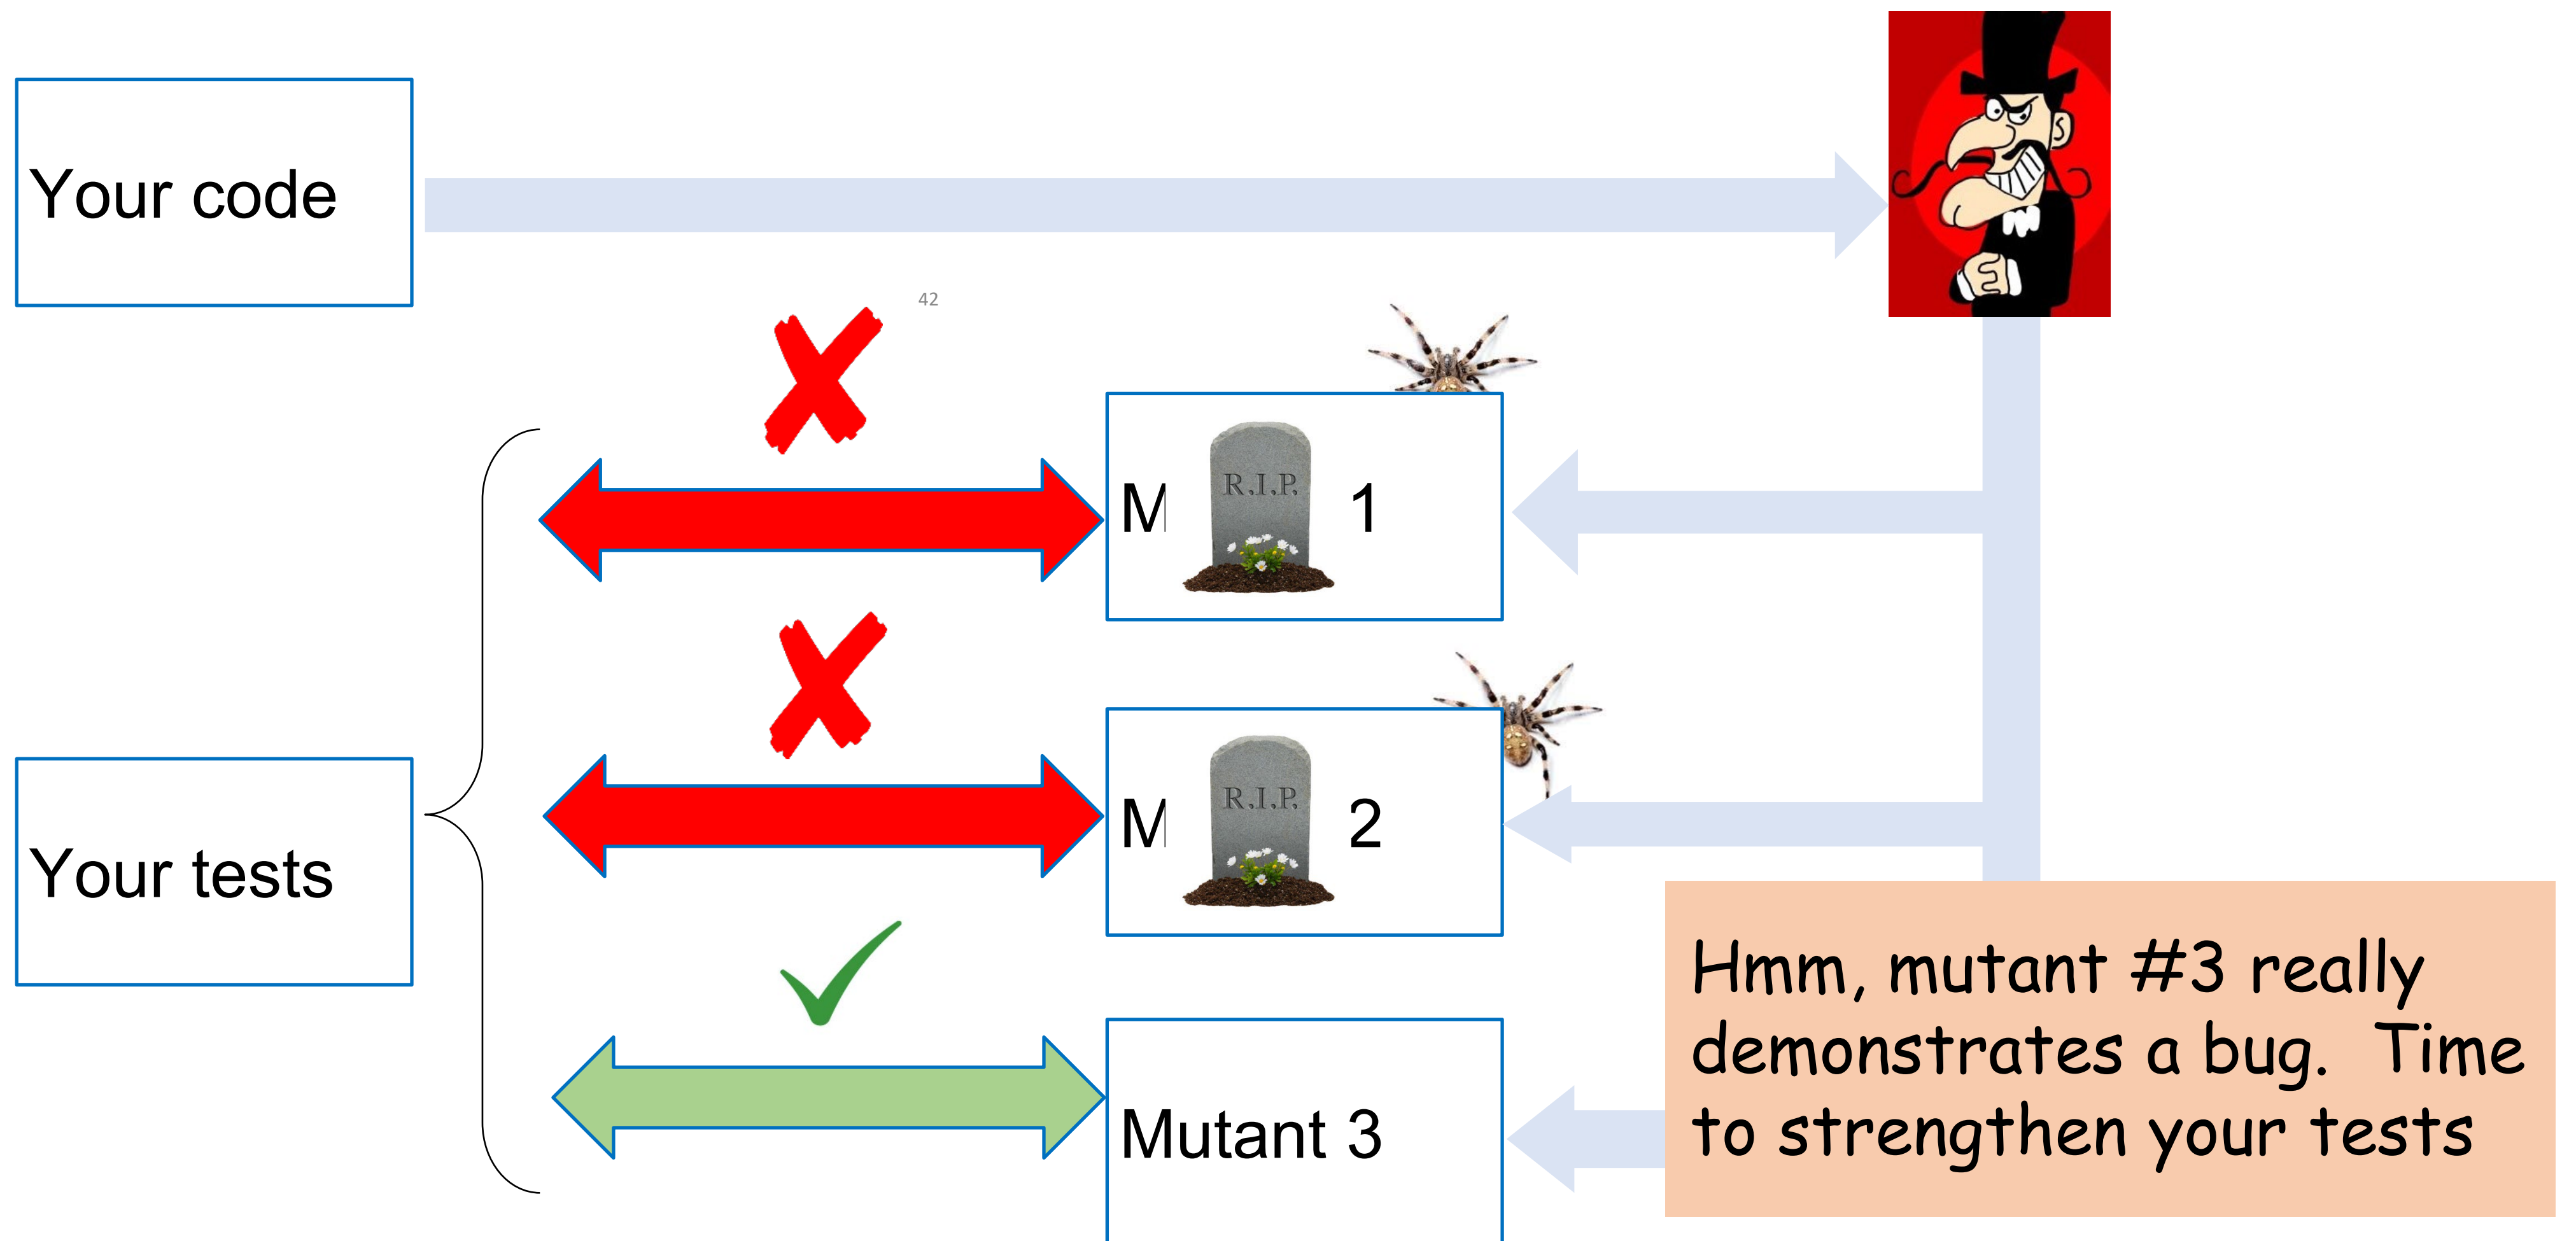 Your code
42
R.I.P.
M 1
R.I.P.
M 2
Your tests
Mutant 3
Hmm, mutant #3 really
demonstrates a bug. Time
to strengthen your tests